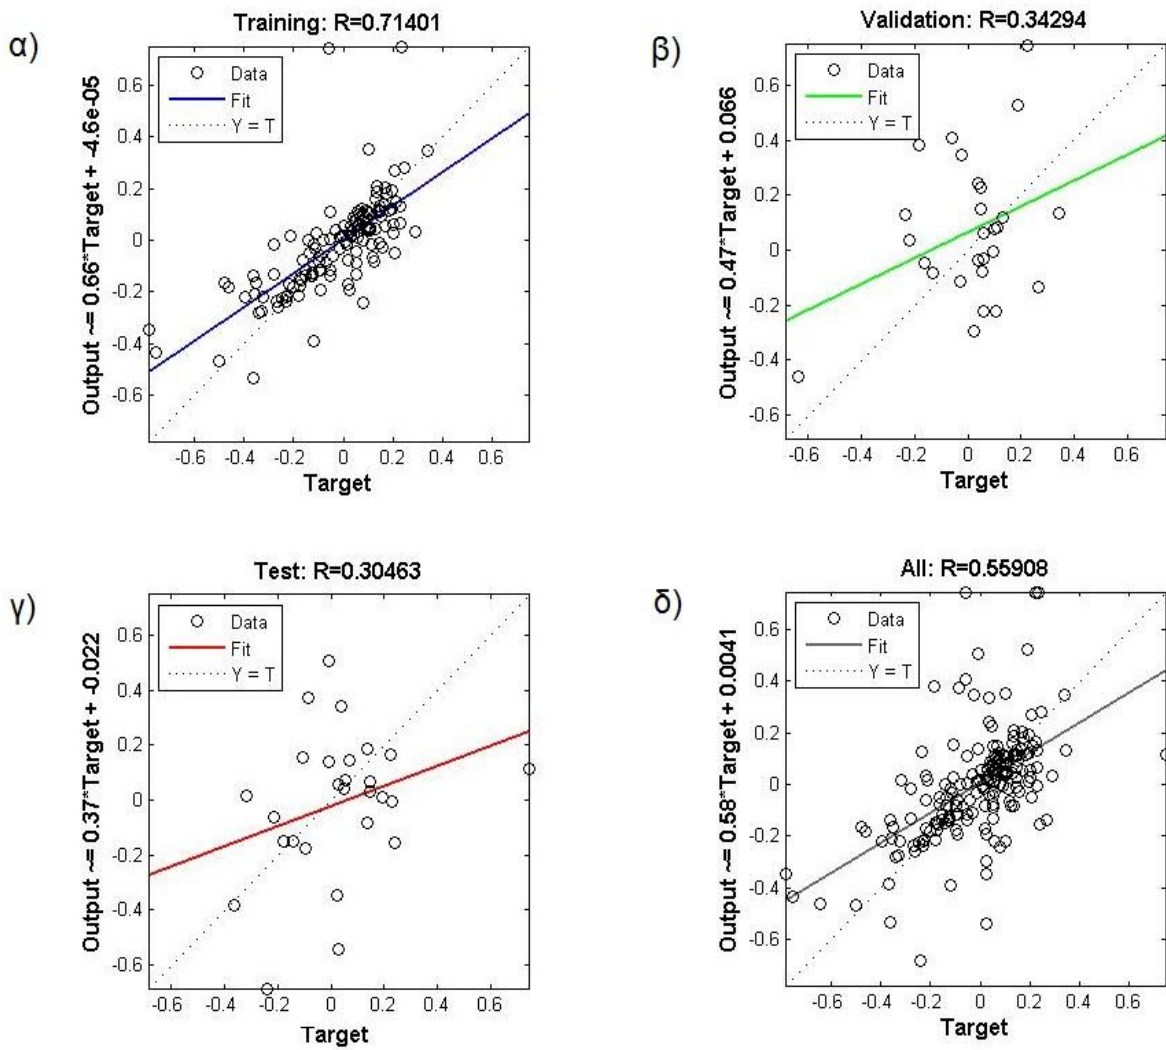 α)
Training: R=0.71401
Output ~= 0.66*Target + -4.6e-05
Data
Fit
Y = T
0.6
0.4
0.2
0
-0.2
-0.4
-0.6
-0.6 -0.4 -0.2 0 0.2 0.4 0.6
Target
β)
Validation: R=0.34294
Output ~= 0.47*Target + 0.066
Data
Fit
Y = T
0.6
0.4
0.2
0
-0.2
-0.4
-0.6
-0.6 -0.4 -0.2 0 0.2 0.4 0.6
Target
γ)
Test: R=0.30463
Output ~= 0.37*Target + -0.022
Data
Fit
Y = T
0.6
0.4
0.2
0
-0.2
-0.4
-0.6
-0.6 -0.4 -0.2 0 0.2 0.4 0.6
Target
δ)
All: R=0.55908
Output ~= 0.58*Target + 0.0041
Data
Fit
Y = T
0.6
0.4
0.2
0
-0.2
-0.4
-0.6
-0.6 -0.4 -0.2 0 0.2 0.4 0.6
Target